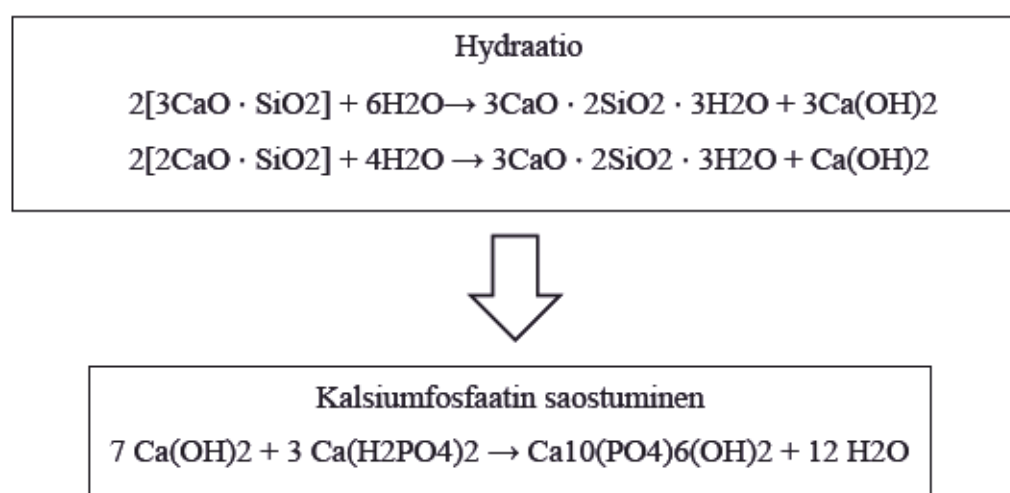 Hydraatio
2[3CaO · SiO2] + 6H2O→ 3CaO · 2SiO2 · 3H2O + 3Ca(OH)2
2[2CaO · SiO2] + 4H2O → 3CaO · 2SiO2 · 3H2O + Ca(OH)2
Kalsiumfosfaatin saostuminen
7 Ca(OH)2 + 3 Ca(H2PO4)2 → Ca10(PO4)6(OH)2 + 12 H2O